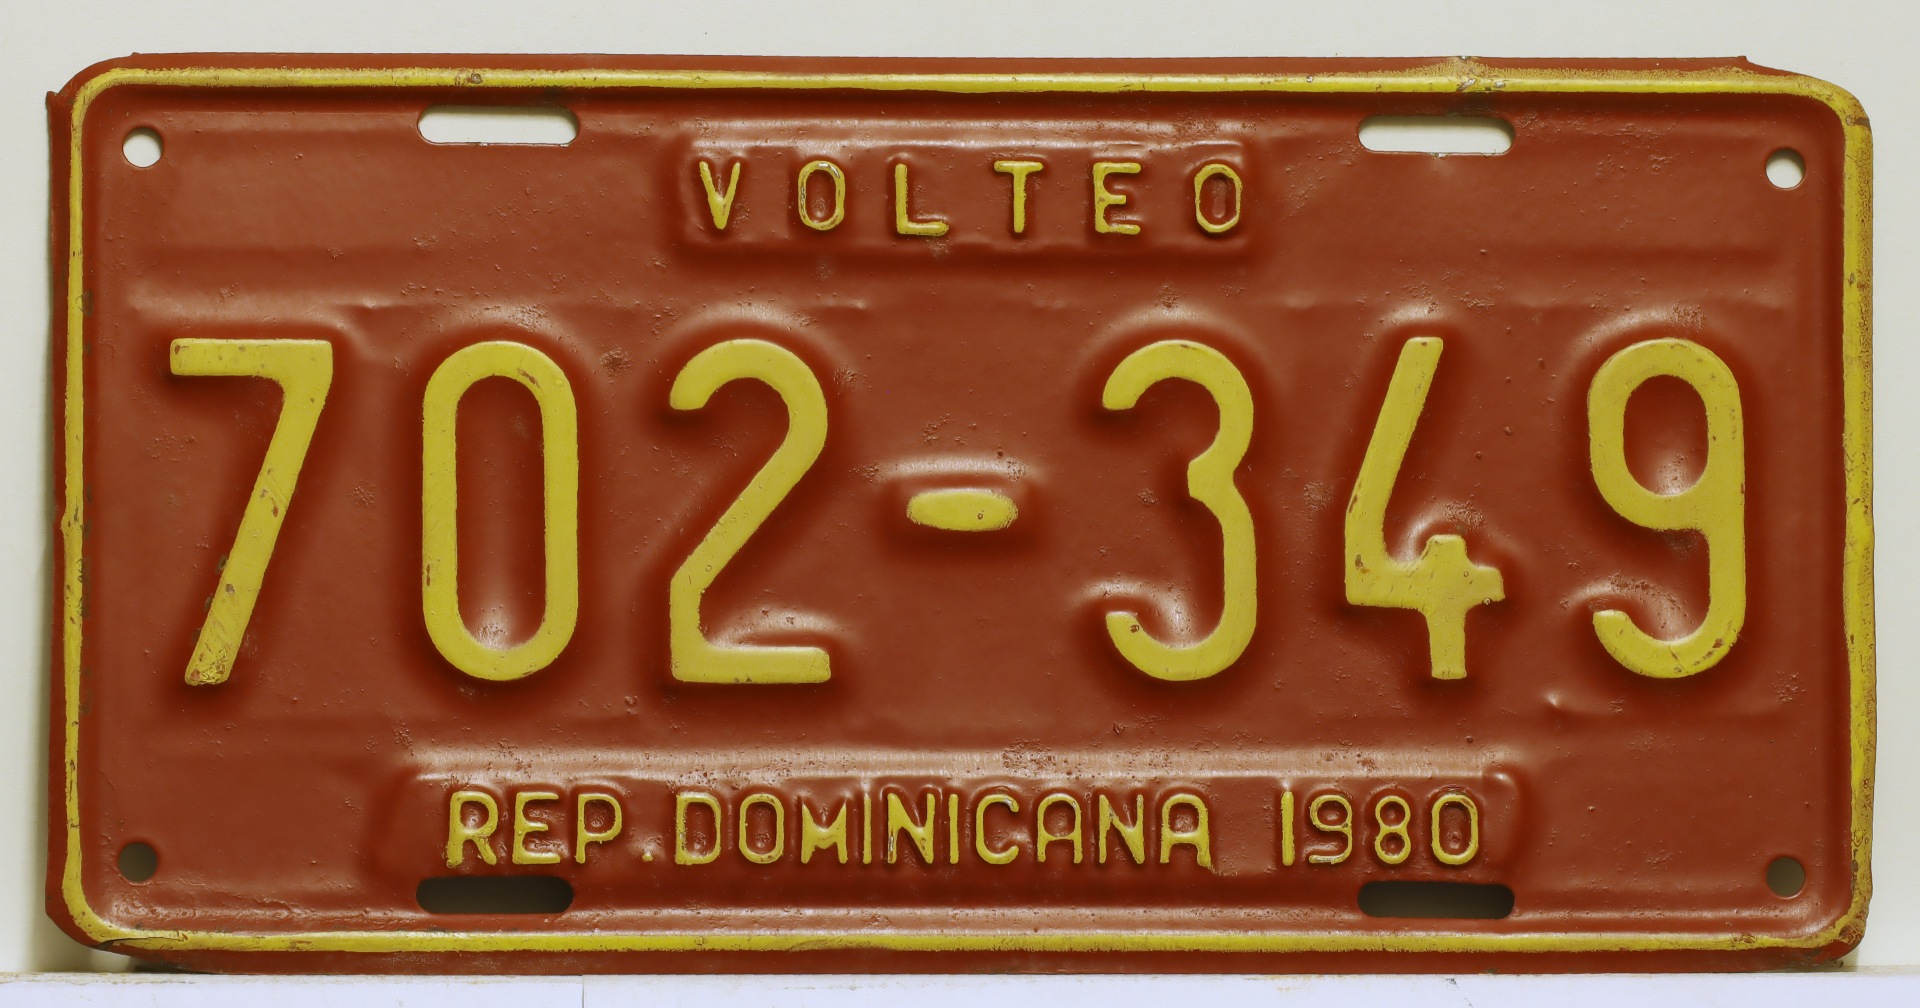 VOLTEO
702-349
REP.DOMINICANA 1980